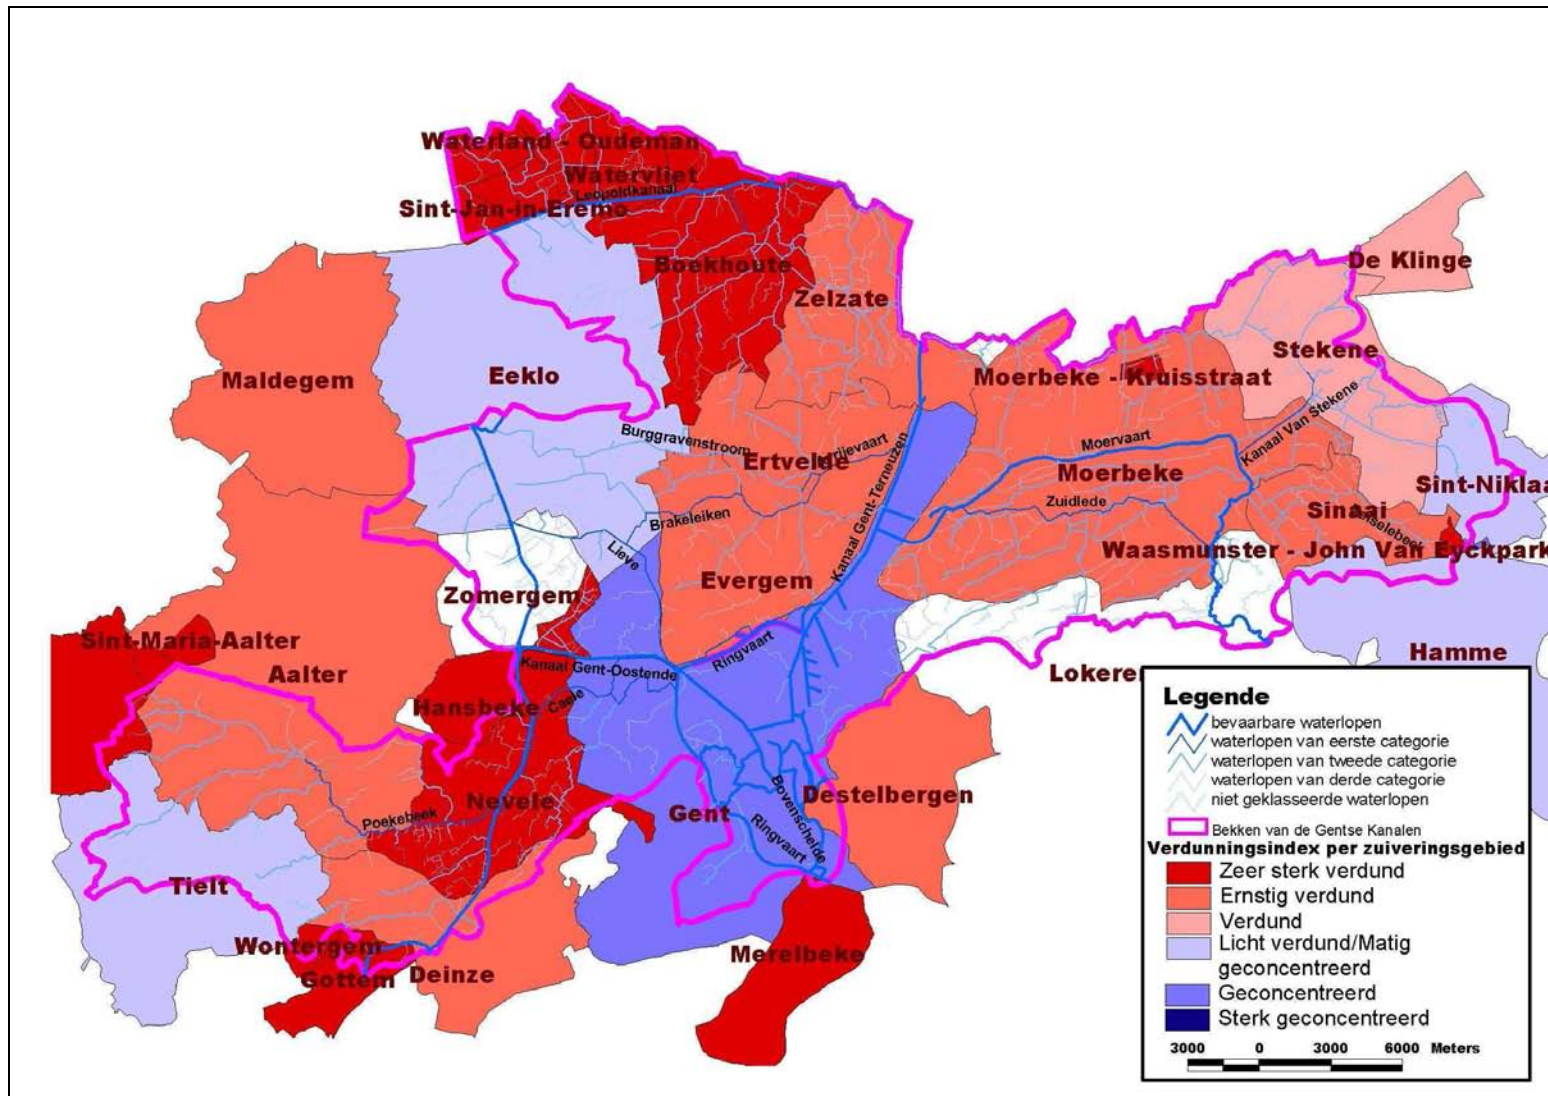 Waterland - Oudeman
Watervliet
Leopoldkanaal
Sint-Jan-in-Eremo
Boekhoute
De Klinge
Zelzate
Stekene
Maldegem
Eeklo
Moerbeke - Kruisstraat
Kanaal Van Stekene
Burggravenstroom
Moervaart
Ertvelde
Moerbeke
Sint-Niklaa
Zuidlede
Sinaai
Brakeleiken
Kanaal Gent-Terneuzen
Lieve
Waasmunster - John Van Eyckpark
Evergem
Zomergem
Sint-Maria-Aalter
Ringvaart
Hamme
Aalter
Kanaal Gent-Oostende
Lokeren
Hansbeke
Nevele
Destelbergen
Gent
Bovenschelde
Poekebeek
Ringvaart
Tielt
Wontergem
Merelbeke
Gottem
Deinze
Legende
bevaarbare waterlopen
waterlopen van eerste categorie
waterlopen van tweede categorie
waterlopen van derde categorie
niet geklasseerde waterlopen
Bekken van de Gentse Kanalen
Verdunningsindex per zuiveringsgebied
Zeer sterk verdund
Ernstig verdund
Verdund
Licht verdund/Matig
geconcentreerd
Geconcentreerd
Sterk geconcentreerd
3000 0 3000 6000 Meters